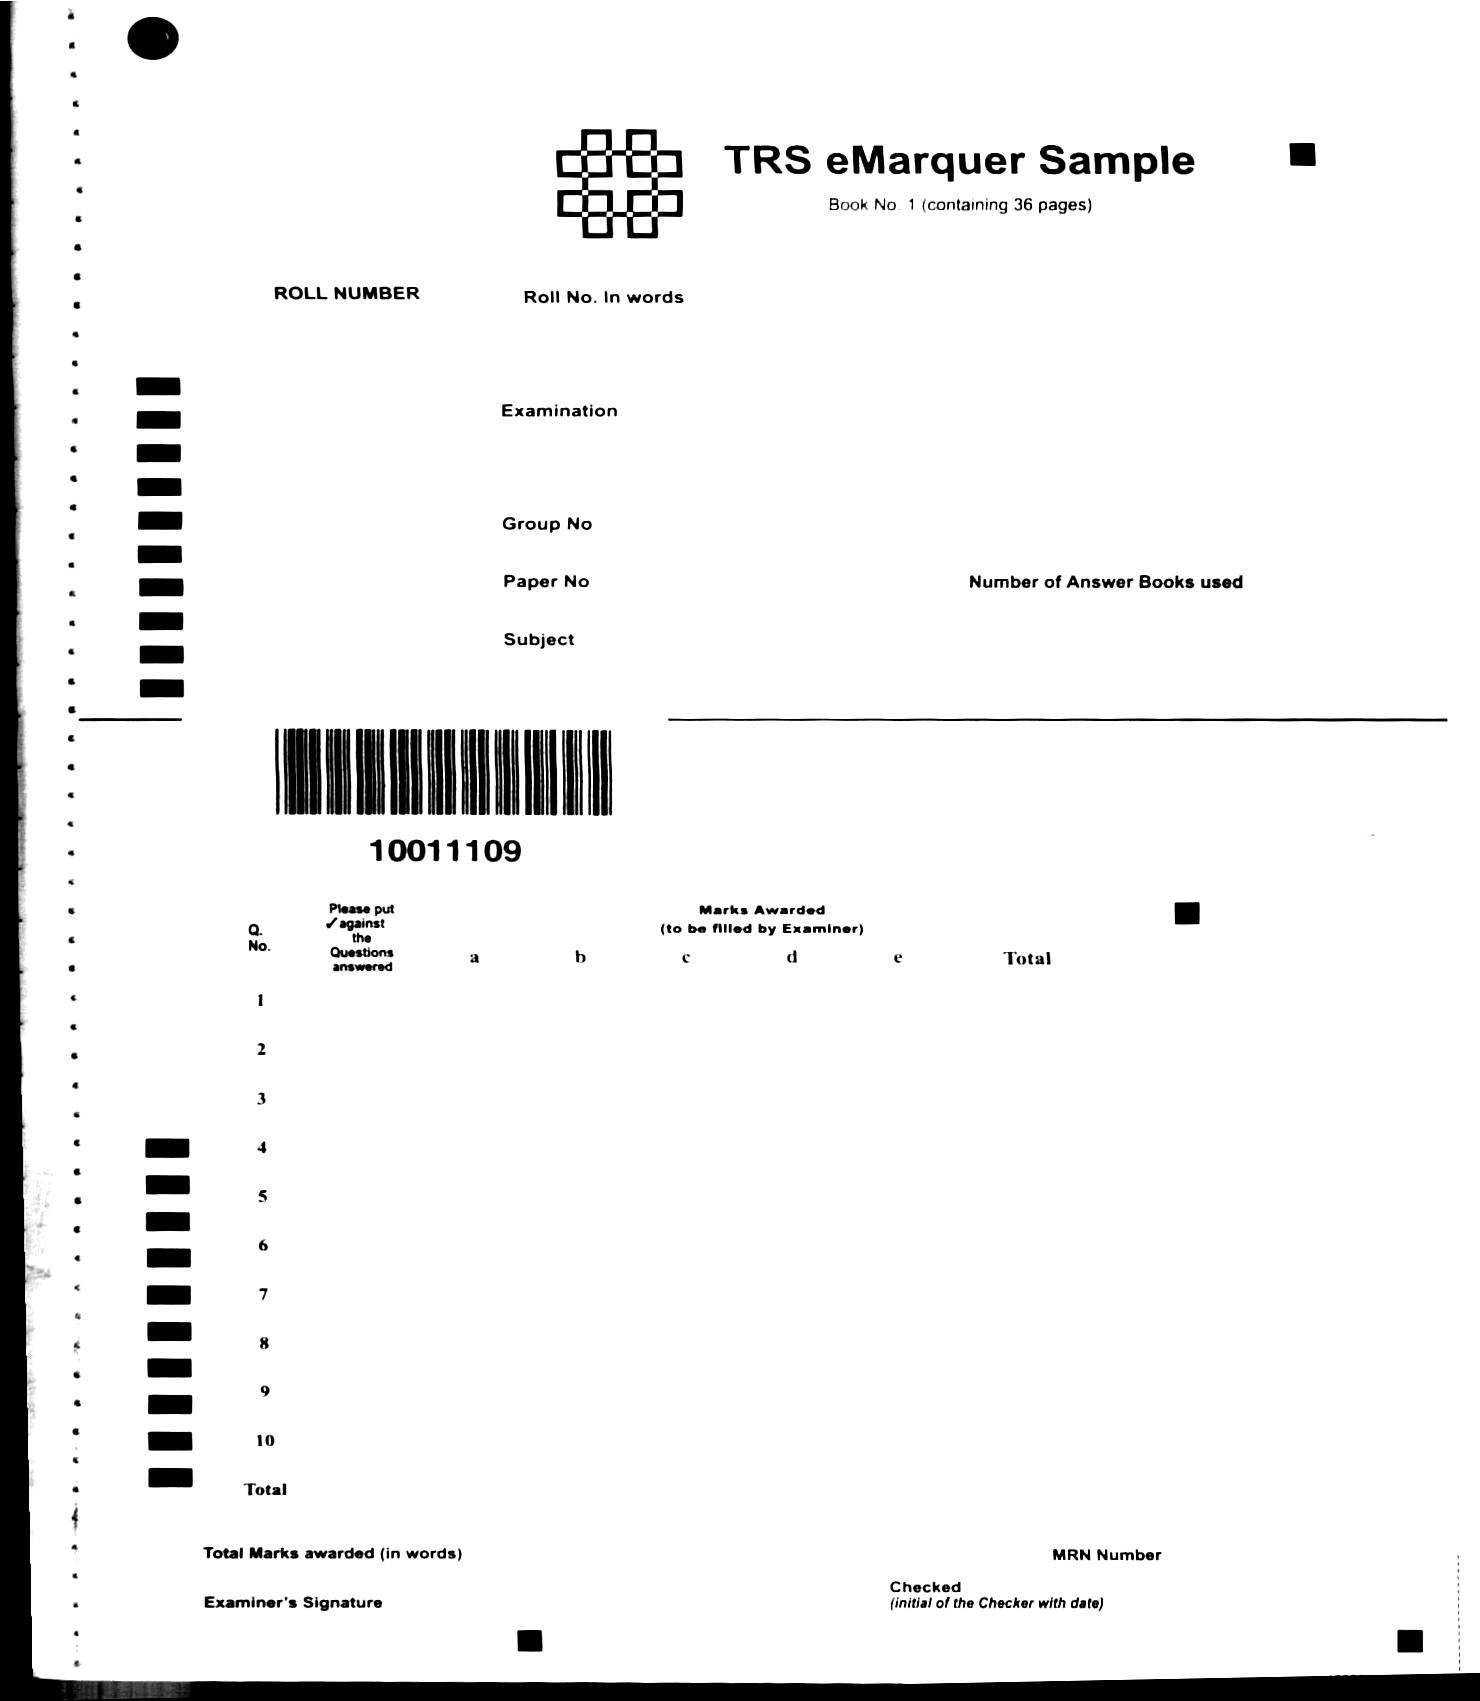 TRS eMarquer Sample
Book No. 1 (containing 36 pages)
ROLL NUMBER
Roll No. In words
Examination
Group No
Paper No
Number of Answer Books used
Subject
10011109
Q.
No.
Please put
✓against
the
Questions
answered
Marks Awarded
(to be filled by Examiner)
a b c d e Total
1
2
3
4
5
6
7
8
9
10
Total
Total Marks awarded (in words)
MRN Number
Examiner's Signature
Checked
(initial of the Checker with date)